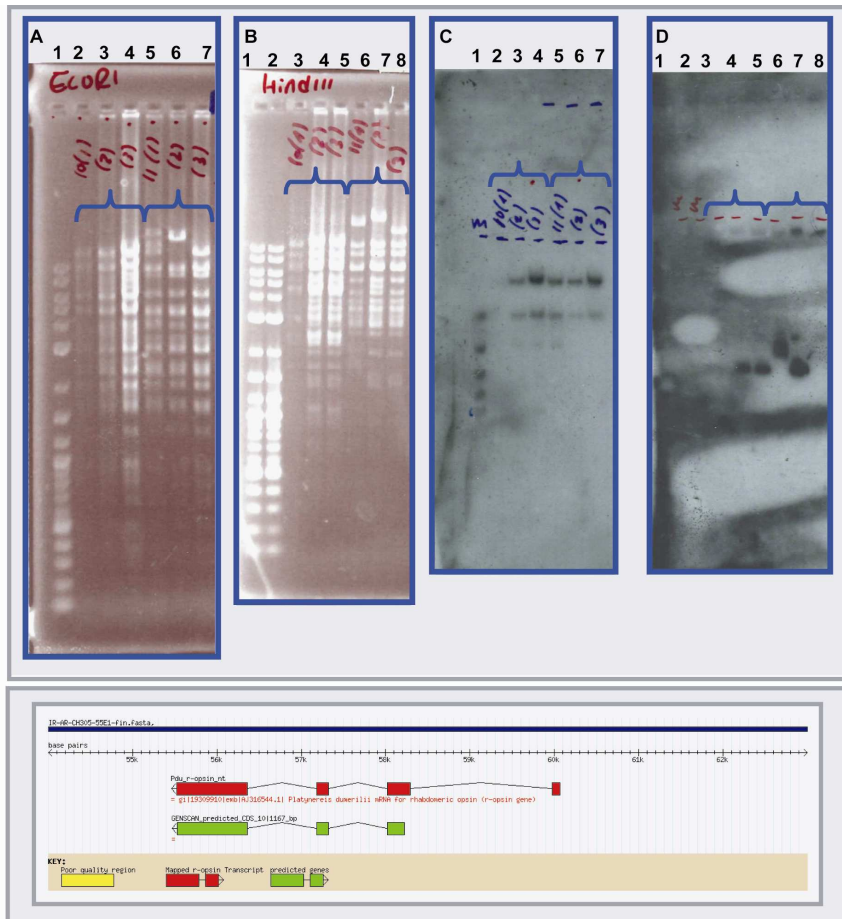 A
1 2 3 4 5 6 7
EcoRI
10(1)
(2)
(3)
11(1)
(2)
(3)
B
1 2 3 4 5 6 7 8
Hindiii
10(1)
(2)
(3)
11(1)
(2)
(3)
C
1 2 3 4 5 6 7
M
10(1)
(2)
(3)
11(1)
(2)
(3)
D
1 2 3 4 5 6 7 8
IR-AR-CH305-55E1-fin.fasta.
base pairs
55k 56k 57k 58k 59k 60k 61k 62k
Pdu_r-opsin_nt
= gi|19309910|emb|AJ316544.1| Platynereis dumerilii mRNA for rhabdomeric opsin (r-opsin gene)
GENSCAN_predicted_CDS_10|1167_bp
=
KEY:
Poor quality region Mapped r-opsin Transcript predicted genes